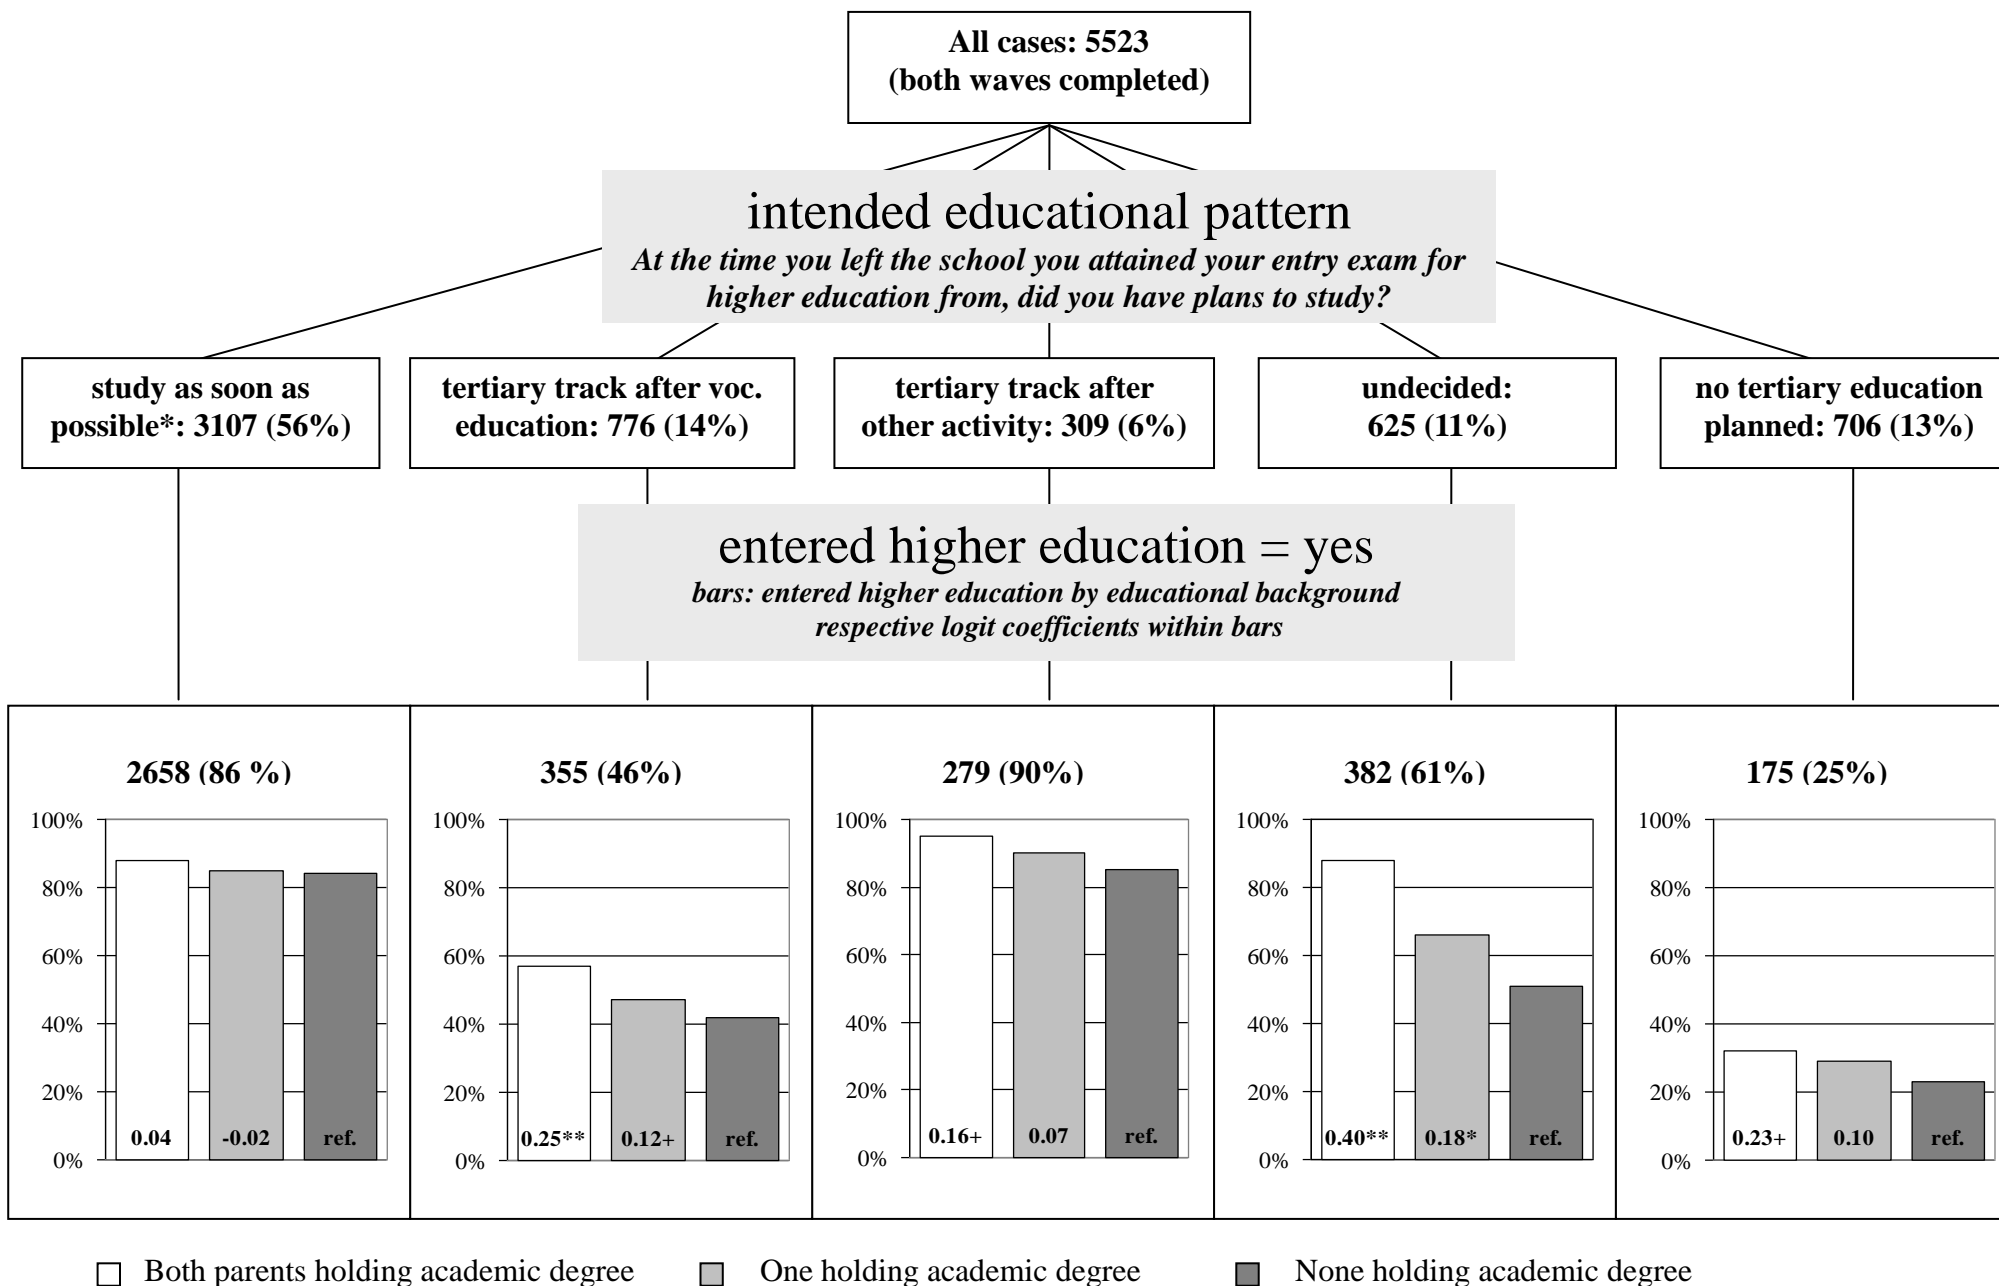 All cases: 5523
(both waves completed)
intended educational pattern
At the time you left the school you attained your entry exam for
higher education from, did you have plans to study?
study as soon as
possible*: 3107 (56%)
tertiary track after voc.
education: 776 (14%)
tertiary track after
other activity: 309 (6%)
undecided:
625 (11%)
no tertiary education
planned: 706 (13%)
entered higher education = yes
bars: entered higher education by educational background
respective logit coefficients within bars
2658 (86 %)
100%
80%
60%
40%
20%
0%
0.04
-0.02
ref.
355 (46%)
100%
80%
60%
40%
20%
0%
0.25**
0.12+
ref.
279 (90%)
100%
80%
60%
40%
20%
0%
0.16+
0.07
ref.
382 (61%)
100%
80%
60%
40%
20%
0%
0.40**
0.18*
ref.
175 (25%)
100%
80%
60%
40%
20%
0%
0.23+
0.10
ref.
Both parents holding academic degree
One holding academic degree
None holding academic degree